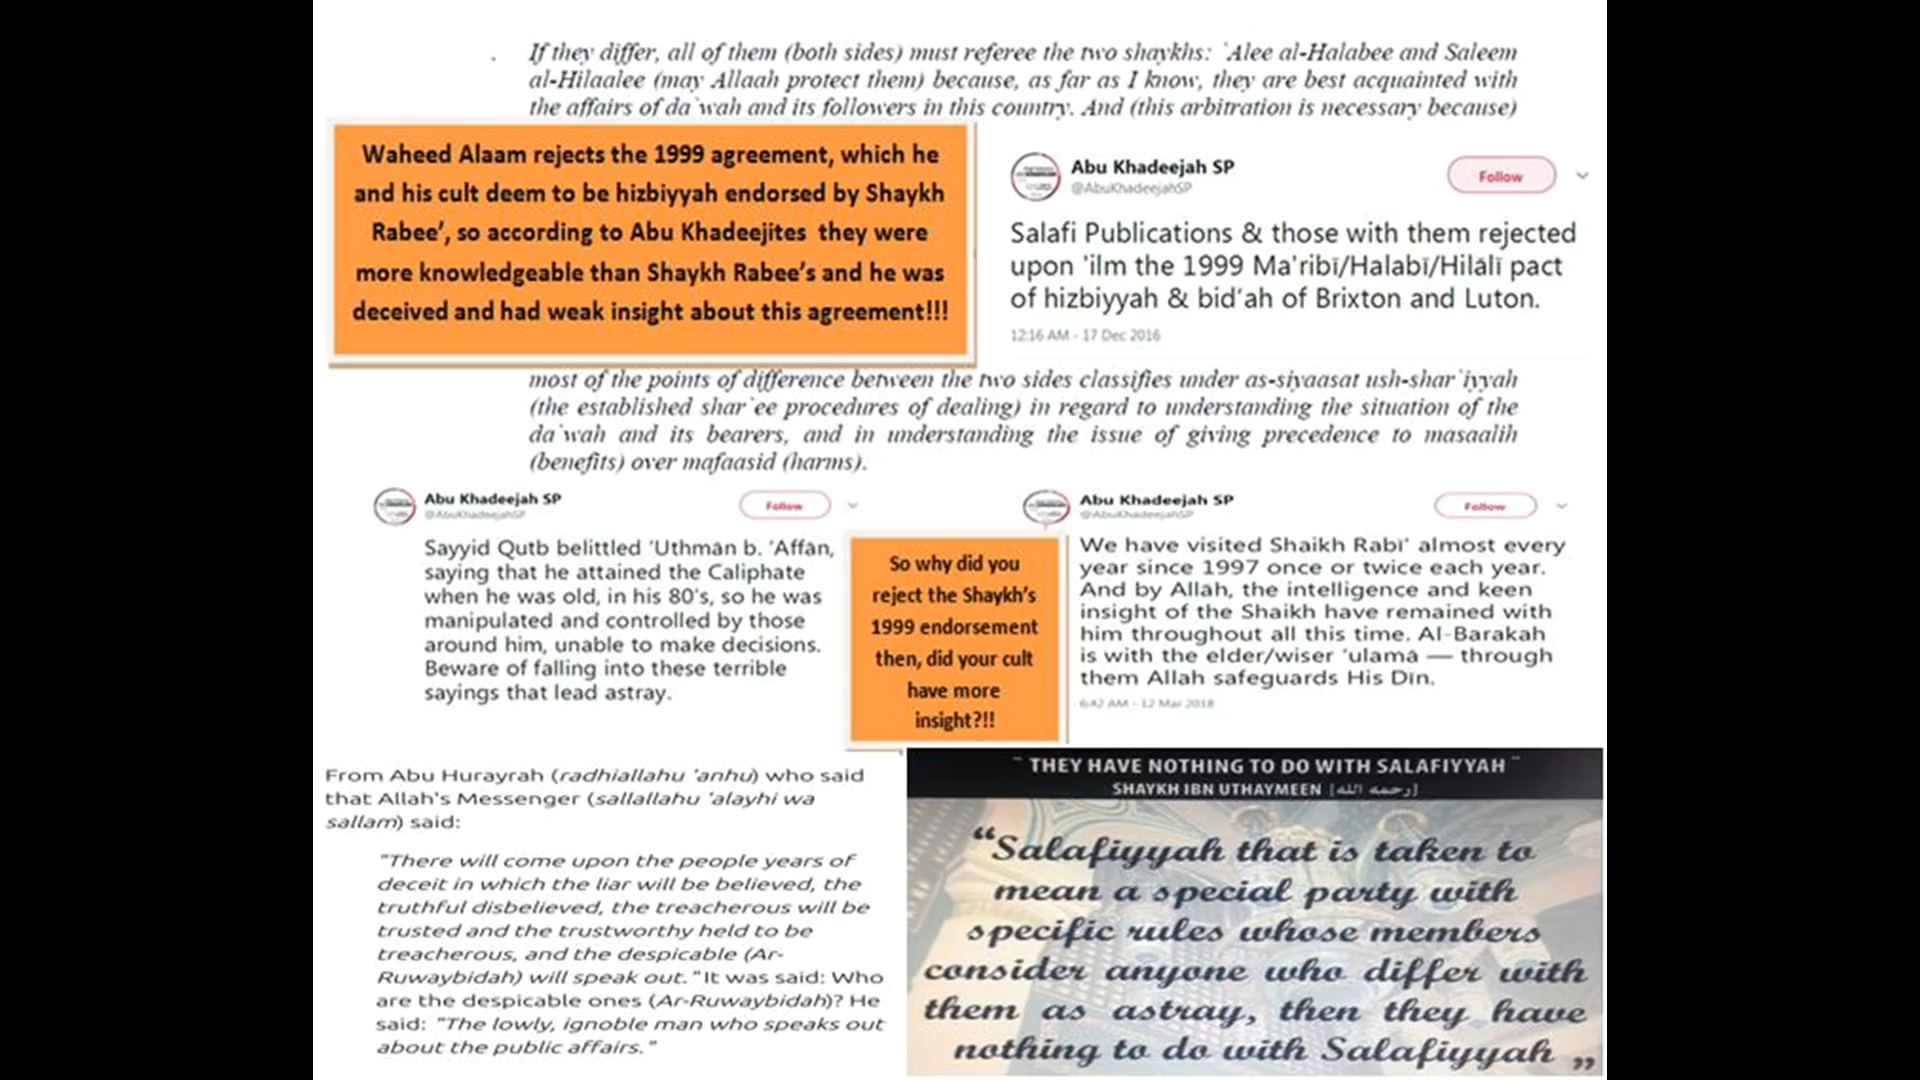 If they differ, all of them (both sides) must referee the two shaykhs: `Alee al-Halabee and Saleem
al-Hilaalee (may Allaah protect them) because, as far as I know, they are best acquainted with
the affairs of da`wah and its followers in this country. And (this arbitration is necessary because)
Waheed Alaam rejects the 1999 agreement, which he
and his cult deem to be hizbiyyah endorsed by Shaykh
Rabee’, so according to Abu Khadeejites they were
more knowledgeable than Shaykh Rabee’s and he was
deceived and had weak insight about this agreement!!!
Abu Khadeejah SP
@AbuKhadeejahSP
Follow
Salafi Publications & those with them rejected
upon 'ilm the 1999 Ma'ribī/Halabī/Hilālī pact
of hizbiyyah & bid‘ah of Brixton and Luton.
12:16 AM - 17 Dec 2016
most of the points of difference between the two sides classifies under as-siyaasat ush-shar`iyyah
(the established shar`ee procedures of dealing) in regard to understanding the situation of the
da`wah and its bearers, and in understanding the issue of giving precedence to masaalih
(benefits) over mafaasid (harms).
Abu Khadeejah SP
@AbuKhadeejahSP
Follow
Sayyid Qutb belittled ‘Uthmān b. ‘Affān,
saying that he attained the Caliphate
when he was old, in his 80's, so he was
manipulated and controlled by those
around him, unable to make decisions.
Beware of falling into these terrible
sayings that lead astray.
So why did you
reject the Shaykh’s
1999 endorsement
then, did your cult
have more
insight?!!
Abu Khadeejah SP
@AbuKhadeejahSP
Follow
We have visited Shaikh Rabī‘ almost every
year since 1997 once or twice each year.
And by Allāh, the intelligence and keen
insight of the Shaikh have remained with
him throughout all this time. Al-Barakah
is with the elder/wiser ‘ulamā — through
them Allah safeguards His Dīn.
6:42 AM - 12 Mar 2018
From Abu Hurayrah (radhiallahu 'anhu) who said
that Allah's Messenger (sallallahu 'alayhi wa
sallam) said:
"There will come upon the people years of
deceit in which the liar will be believed, the
truthful disbelieved, the treacherous will be
trusted and the trustworthy held to be
treacherous, and the despicable (Ar-
Ruwaybidah) will speak out." It was said: Who
are the despicable ones (Ar-Ruwaybidah)? He
said: "The lowly, ignoble man who speaks out
about the public affairs."
" THEY HAVE NOTHING TO DO WITH SALAFIYYAH "
SHAYKH IBN UTHAYMEEN [رحمه الله]
“Salafiyyah that is taken to
mean a special party with
specific rules whose members
consider anyone who differ with
them as astray, then they have
nothing to do with Salafiyyah „